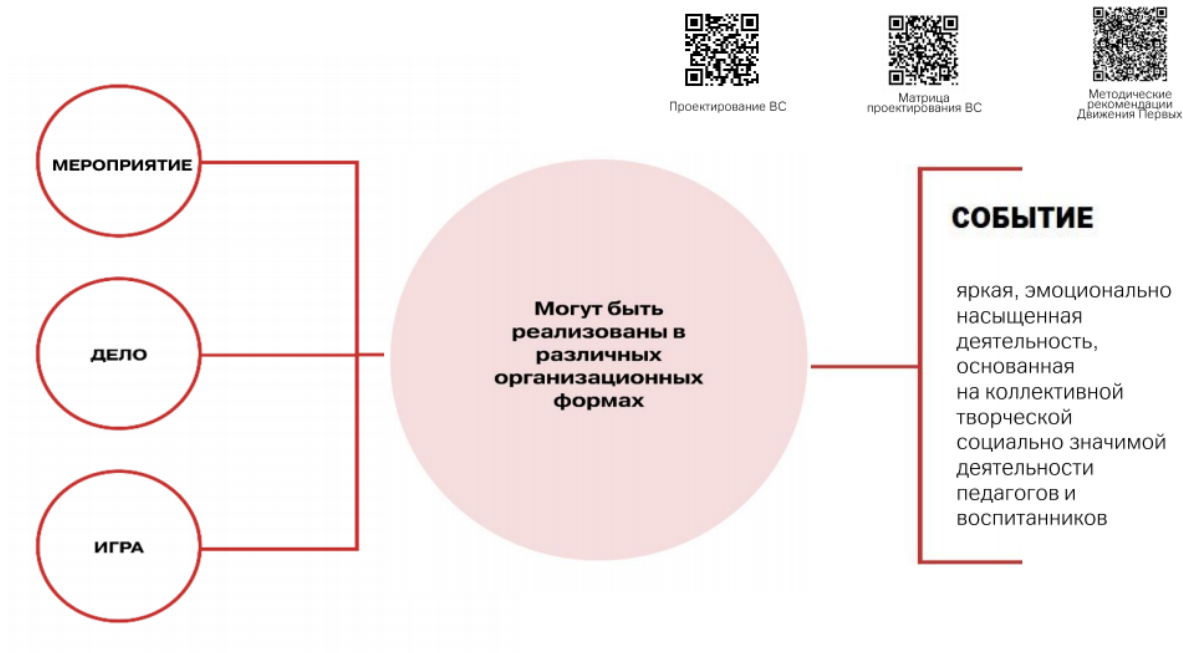 Проектирование ВС
Матрица
проектирования ВС
Методические
рекомендации
Движения Первых
МЕРОПРИЯТИЕ
ДЕЛО
ИГРА
Могут быть
реализованы в
различных
организационных
формах
СОБЫТИЕ
яркая, эмоционально
насыщенная
деятельность,
основанная
на коллективной
творческой
социально значимой
деятельности
педагогов и
воспитанников